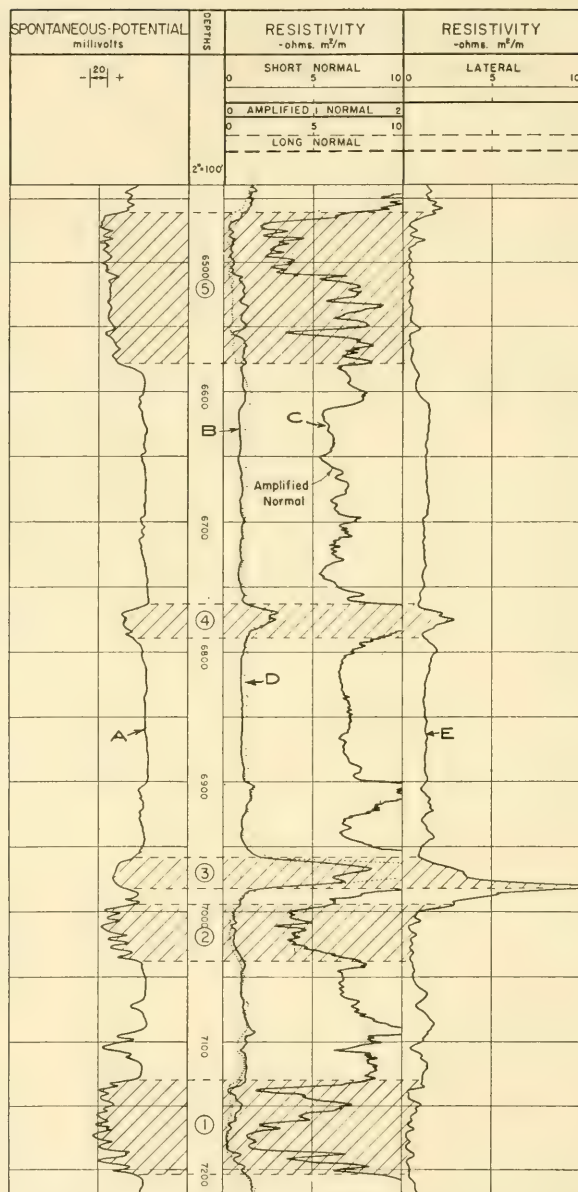 SPONTANEOUS-POTENTIAL
millivolts
20
- +
DEPTHS
2"=100'
RESISTIVITY
-ohms. m²/m
SHORT NORMAL
0 5 10
AMPLIFIED NORMAL
0 1 2
0 5 10
LONG NORMAL
RESISTIVITY
-ohms. m²/m
LATERAL
0 5 10
6500
5
6600
B
C
Amplified
Normal
6700
4
6800
D
A
E
6900
3
7000
2
7100
1
7200